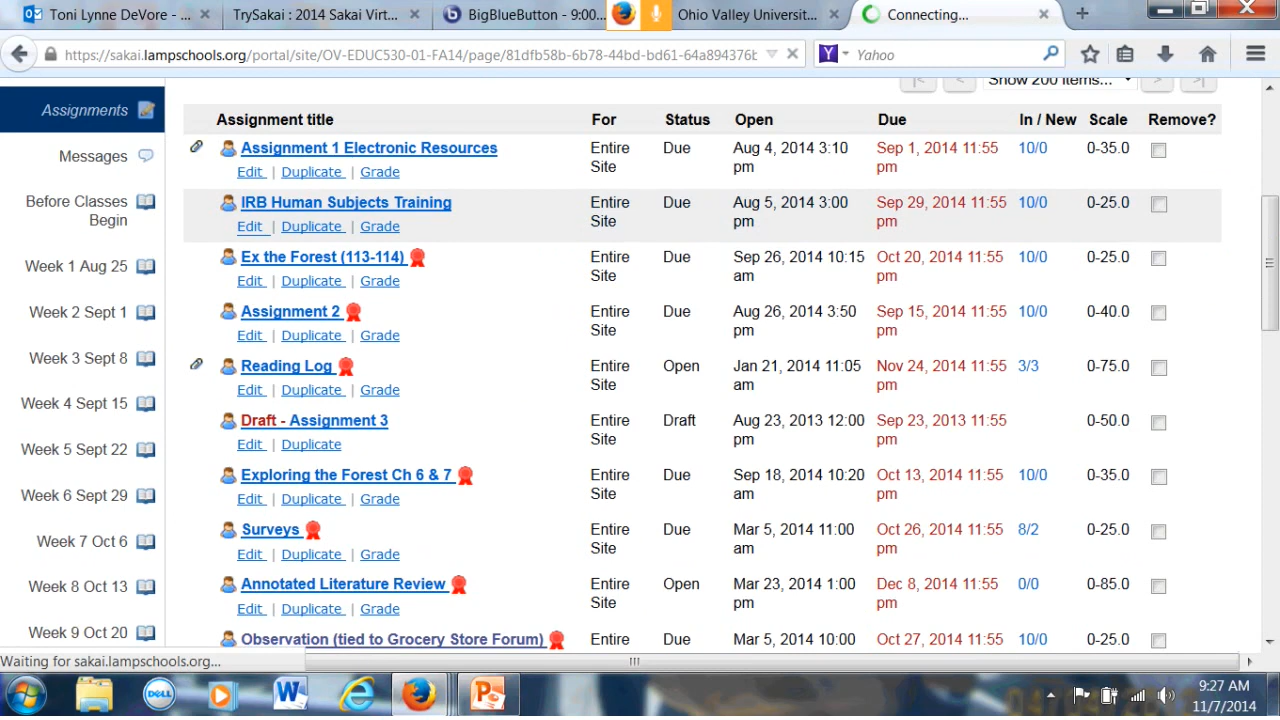 Toni Lynne DeVore - ... × TrySakai : 2014 Sakai Virt... × BigBlueButton - 9:00... Ohio Valley Universit... × Connecting... × +
https://sakai.lampschools.org/portal/site/OV-EDUC530-01-FA14/page/81dfb58b-6b78-44bd-bd61-64a894376b Yahoo
|< < Show 200 items... > >|
Assignment title For Status Open Due In / New Scale Remove?
Assignments
Messages
Before Classes
Begin
Week 1 Aug 25
Week 2 Sept 1
Week 3 Sept 8
Week 4 Sept 15
Week 5 Sept 22
Week 6 Sept 29
Week 7 Oct 6
Week 8 Oct 13
Week 9 Oct 20
Assignment 1 Electronic Resources Entire Due Aug 4, 2014 3:10 Sep 1, 2014 11:55 10/0 0-35.0
Edit | Duplicate | Grade Site pm pm
IRB Human Subjects Training Entire Due Aug 5, 2014 3:00 Sep 29, 2014 11:55 10/0 0-25.0
Edit | Duplicate | Grade Site pm pm
Ex the Forest (113-114) Entire Due Sep 26, 2014 10:15 Oct 20, 2014 11:55 10/0 0-25.0
Edit | Duplicate | Grade Site am pm
Assignment 2 Entire Due Aug 26, 2014 3:50 Sep 15, 2014 11:55 10/0 0-40.0
Edit | Duplicate | Grade Site pm pm
Reading Log Entire Open Jan 21, 2014 11:05 Nov 24, 2014 11:55 3/3 0-75.0
Edit | Duplicate | Grade Site am pm
Draft - Assignment 3 Entire Draft Aug 23, 2013 12:00 Sep 23, 2013 11:55 0-50.0
Edit | Duplicate Site pm pm
Exploring the Forest Ch 6 & 7 Entire Due Sep 18, 2014 10:20 Oct 13, 2014 11:55 10/0 0-35.0
Edit | Duplicate | Grade Site am pm
Surveys Entire Due Mar 5, 2014 11:00 Oct 26, 2014 11:55 8/2 0-25.0
Edit | Duplicate | Grade Site am pm
Annotated Literature Review Entire Open Mar 23, 2014 1:00 Dec 8, 2014 11:55 0/0 0-85.0
Edit | Duplicate | Grade Site pm pm
Observation (tied to Grocery Store Forum) Entire Due Mar 5, 2014 10:00 Oct 27, 2014 11:55 10/0 0-25.0
Waiting for sakai.lampschools.org...
9:27 AM
11/7/2014